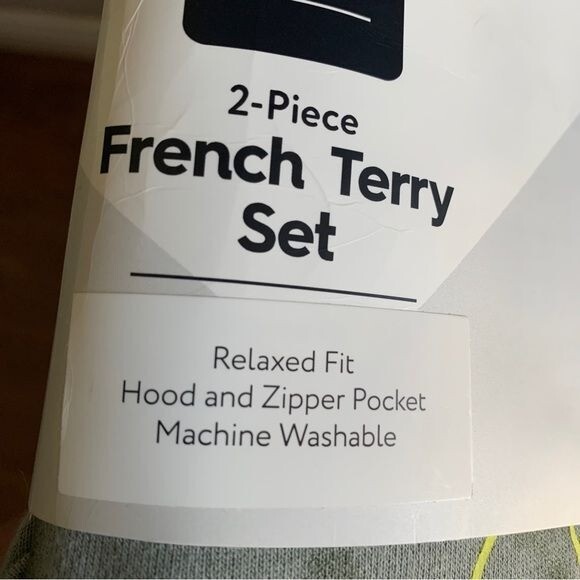 2-Piece
French Terry
Set
Relaxed Fit
Hood and Zipper Pocket
Machine Washable